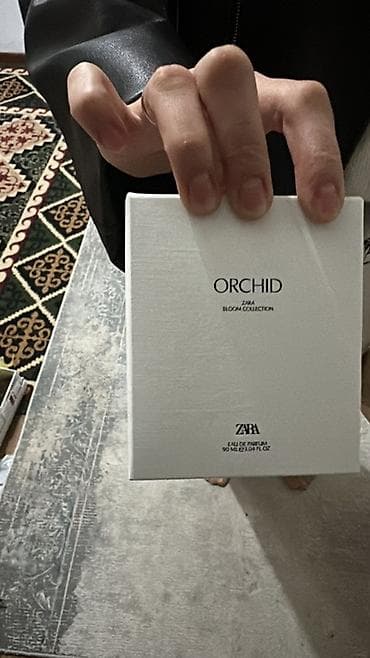 ORCHID
ZARA
BLOOM COLLECTION
ZARA
EAU DE PARFUM
90 ML ℮ 3.04 FL OZ